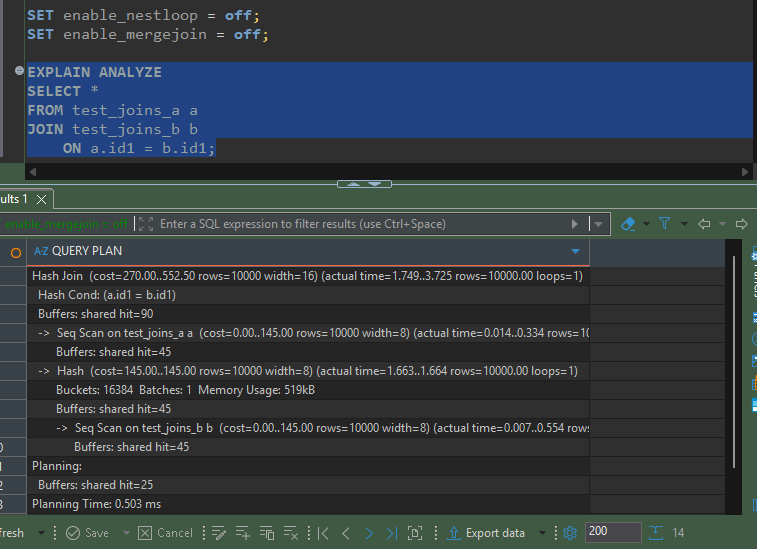 SET enable_nestloop = off;
SET enable_mergejoin = off;
EXPLAIN ANALYZE
SELECT *
FROM test_joins_a a
JOIN test_joins_b b
ON a.id1 = b.id1;
ults 1
enable_mergejoin = off
Enter a SQL expression to filter results (use Ctrl+Space)
A-Z QUERY PLAN
Hash Join (cost=270.00..552.50 rows=10000 width=16) (actual time=1.749..3.725 rows=10000.00 loops=1)
Hash Cond: (a.id1 = b.id1)
Buffers: shared hit=90
-> Seq Scan on test_joins_a a (cost=0.00..145.00 rows=10000 width=8) (actual time=0.014..0.334 rows=10
Buffers: shared hit=45
-> Hash (cost=145.00..145.00 rows=10000 width=8) (actual time=1.663..1.664 rows=10000.00 loops=1)
Buckets: 16384 Batches: 1 Memory Usage: 519kB
Buffers: shared hit=45
-> Seq Scan on test_joins_b b (cost=0.00..145.00 rows=10000 width=8) (actual time=0.007..0.554 rows
0 Buffers: shared hit=45
1 Planning:
2 Buffers: shared hit=25
3 Planning Time: 0.503 ms
fresh Save Cancel Export data 200 14